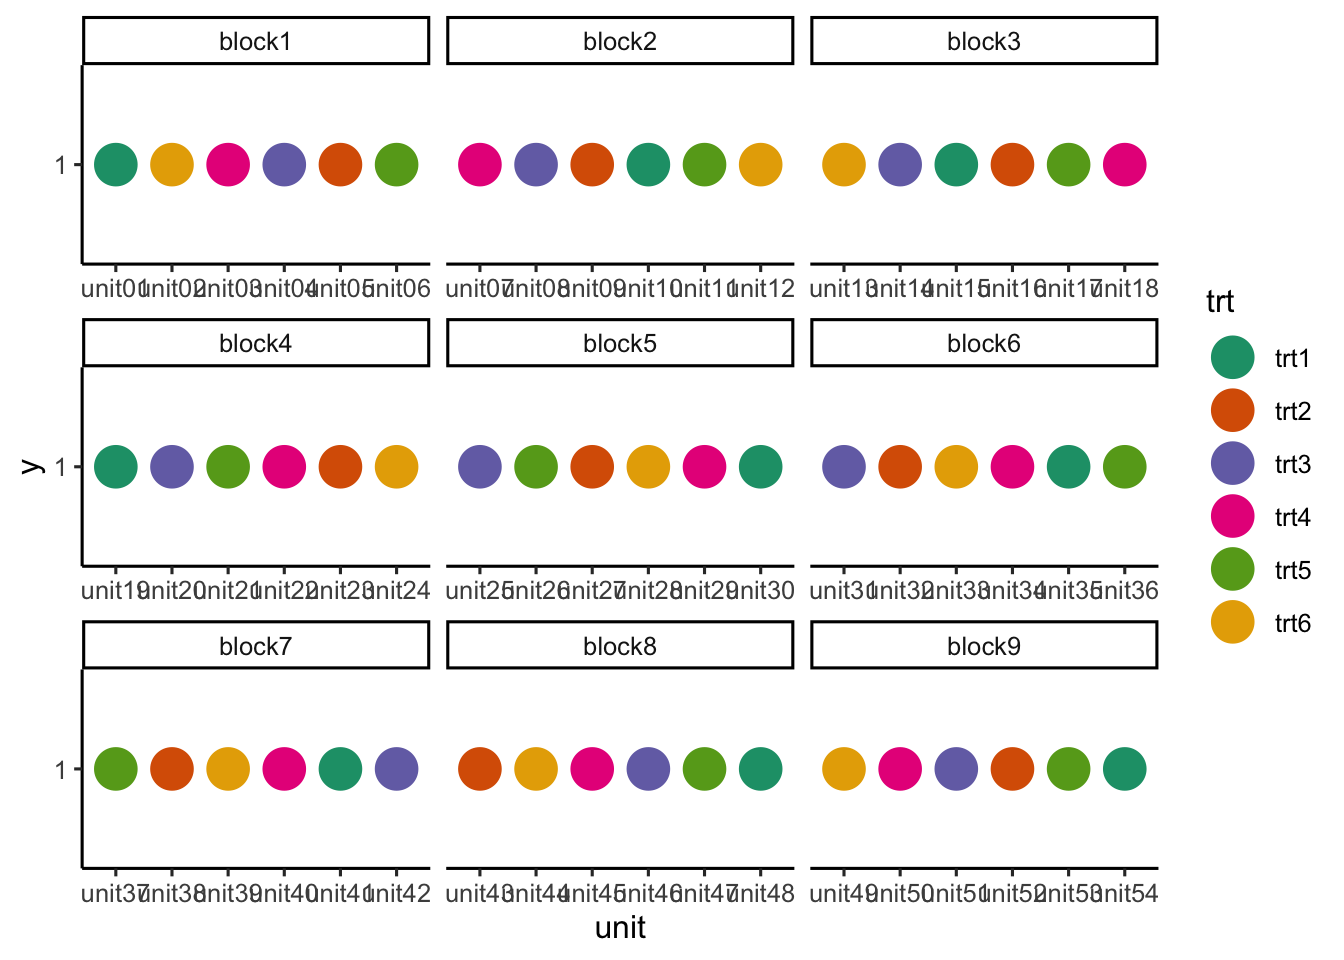 block1 block2 block3
1
unit01 unit02 unit03 unit04 unit05 unit06 unit07 unit08 unit09 unit10 unit11 unit12 unit13 unit14 unit15 unit16 unit17 unit18
trt
block4 block5 block6
trt1
trt2
trt3
y 1
trt4
trt5
unit19 unit20 unit21 unit22 unit23 unit24 unit25 unit26 unit27 unit28 unit29 unit30 unit31 unit32 unit33 unit34 unit35 unit36
trt6
block7 block8 block9
1
unit37 unit38 unit39 unit40 unit41 unit42 unit43 unit44 unit45 unit46 unit47 unit48 unit49 unit50 unit51 unit52 unit53 unit54
unit